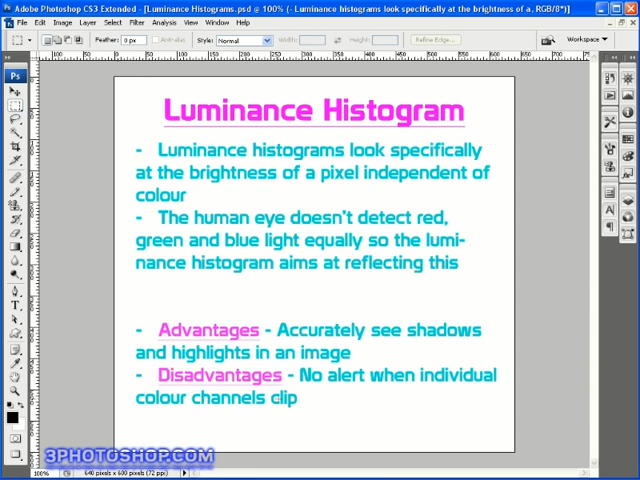 Adobe Photoshop CS3 Extended - [Luminance Histograms.psd @ 100% (- Luminance histograms look specifically at the brightness of a , RGB/8*)]
File Edit Image Layer Select Filter Analysis View Window Help
Feather: 0 px Anti-alias Style: Normal Width: Height: Refine Edge... Workspace
Ps
Luminance Histogram
- Luminance histograms look specifically
at the brightness of a pixel independent of
colour
- The human eye doesn't detect red,
green and blue light equally so the lumi-
nance histogram aims at reflecting this
- Advantages - Accurately see shadows
and highlights in an image
- Disadvantages - No alert when individual
colour channels clip
3PHOTOSHOP.COM
100% 640 pixels x 600 pixels (72 ppi)